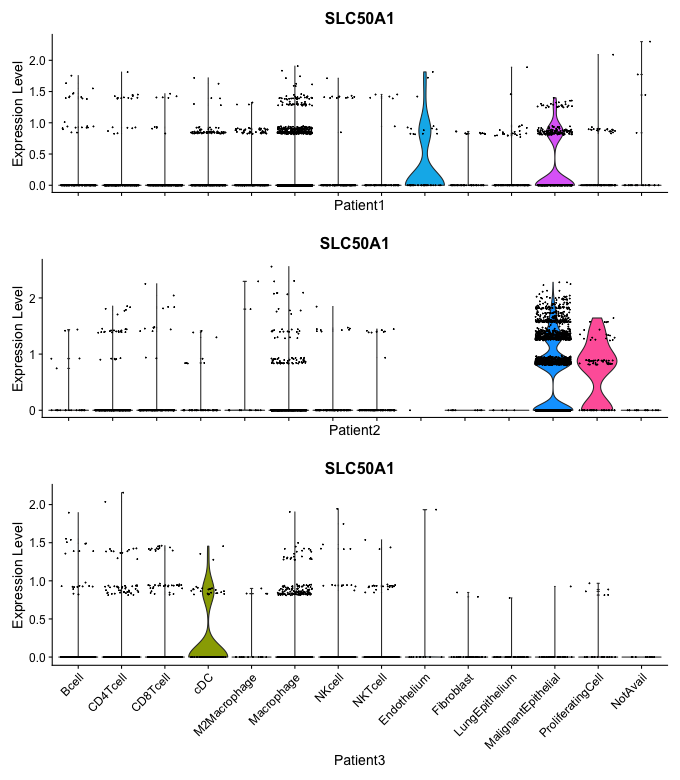 SLC50A1
Expression Level
2.0
1.5
1.0
0.5
0.0
Patient1
SLC50A1
Expression Level
2
1
0
Patient2
SLC50A1
Expression Level
2.0
1.5
1.0
0.5
0.0
Bcell
CD4Tcell
CD8Tcell
cDC
M2Macrophage
Macrophage
NKcell
NKTcell
Endothelium
Fibroblast
LungEpithelium
MalignantEpithelial
ProliferatingCell
NotAvail
Patient3